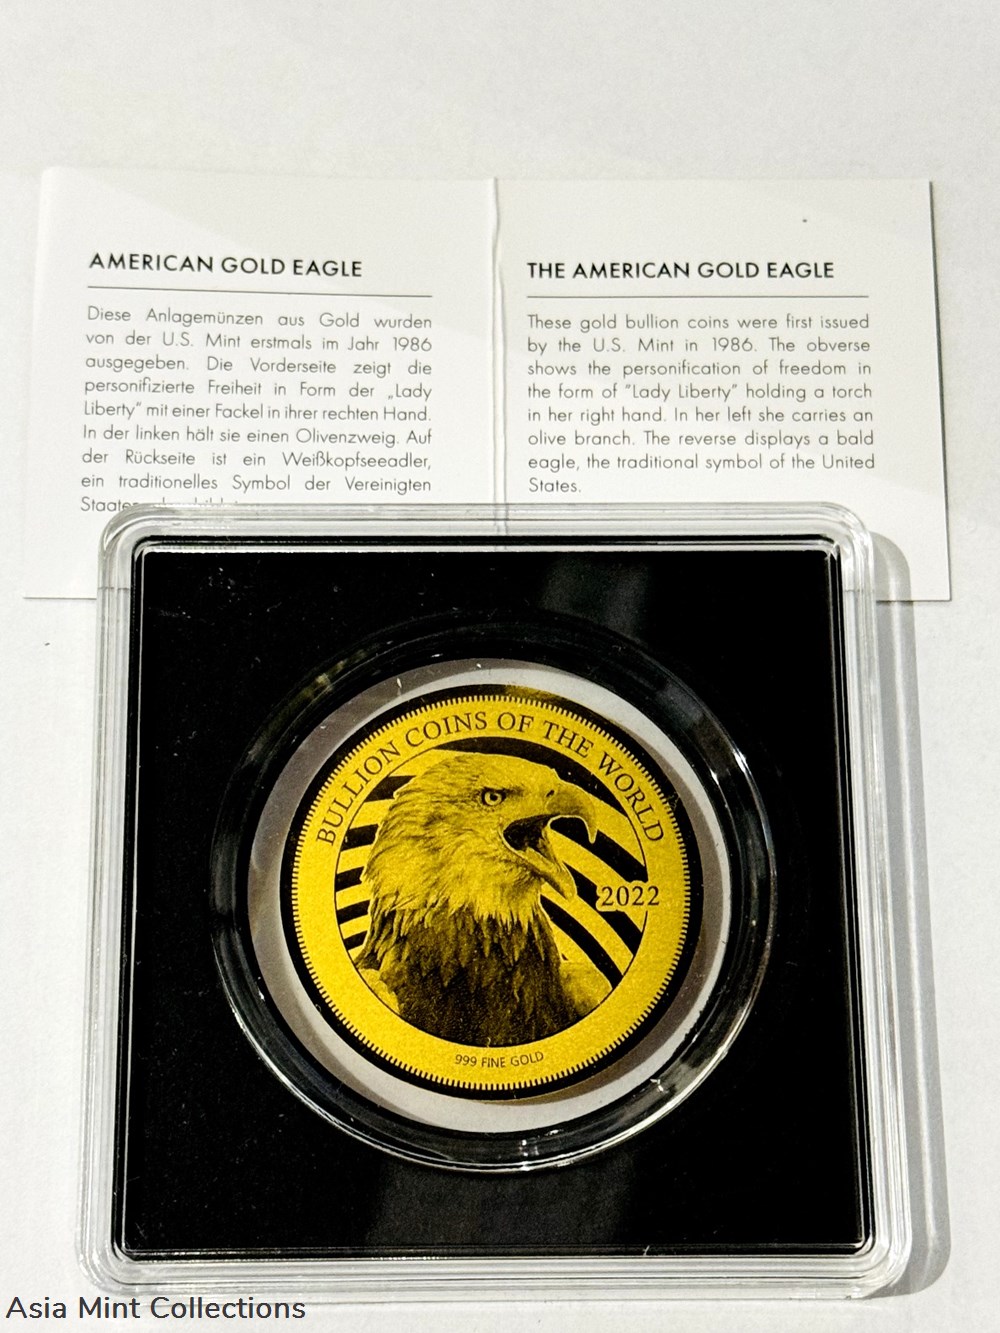 AMERICAN GOLD EAGLE
Diese Anlagemünzen aus Gold wurden
von der U.S. Mint erstmals im Jahr 1986
ausgegeben. Die Vorderseite zeigt die
personifizierte Freiheit in Form der „Lady
Liberty" mit einer Fackel in ihrer rechten Hand.
In der linken hält sie einen Olivenzweig. Auf
der Rückseite ist ein Weißkopfseeadler,
ein traditionelles Symbol der Vereinigten
THE AMERICAN GOLD EAGLE
These gold bullion coins were first issued
by the U.S. Mint in 1986. The obverse
shows the personification of freedom in
the form of "Lady Liberty" holding a torch
in her right hand. In her left she carries an
olive branch. The reverse displays a bald
eagle, the traditional symbol of the United
States.
BULLION COINS OF THE WORLD
2022
999 FINE GOLD
Asia Mint Collections